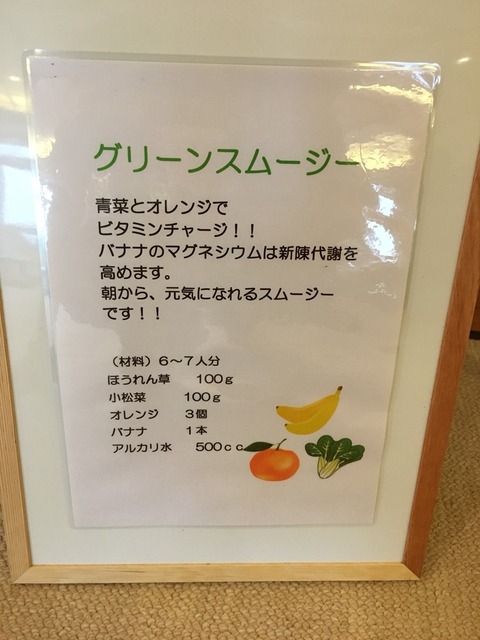 グリーンスムージー
青菜とオレンジで
ビタミンチャージ！！
バナナのマグネシウムは新陳代謝を
高めます。
朝から、元気になれるスムージー
です！！
（材料）６～７人分
ほうれん草　１００ｇ
小松菜　１００ｇ
オレンジ　３個
バナナ　１本
アルカリ水　５００ｃｃ